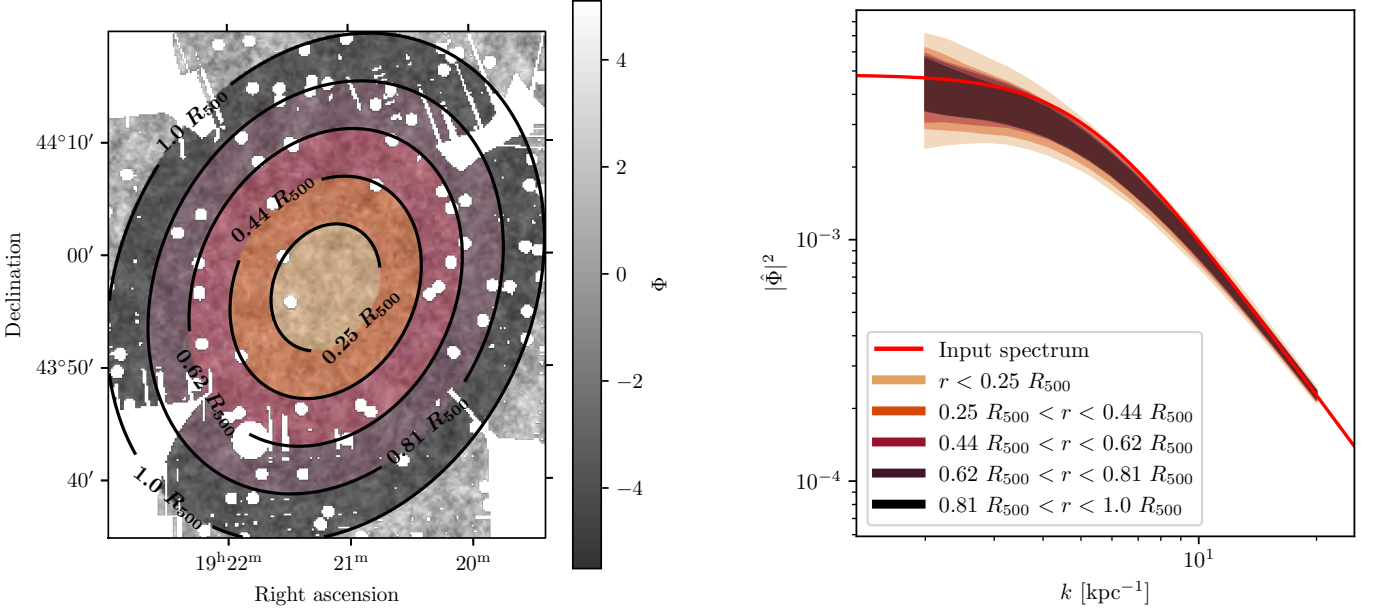 1.0 R₅₀₀
0.44 R₅₀₀
0.25 R₅₀₀
0.62 R₅₀₀
0.81 R₅₀₀
1.0 R₅₀₀
44°10′
00′
43°50′
40′
Declination
19ʰ22ᵐ
21ᵐ
20ᵐ
Right ascension
4
2
0
−2
−4
Φ
|Φ̂|²
10⁻³
10⁻⁴
Input spectrum
r < 0.25 R₅₀₀
0.25 R₅₀₀ < r < 0.44 R₅₀₀
0.44 R₅₀₀ < r < 0.62 R₅₀₀
0.62 R₅₀₀ < r < 0.81 R₅₀₀
0.81 R₅₀₀ < r < 1.0 R₅₀₀
10¹
k [kpc⁻¹]